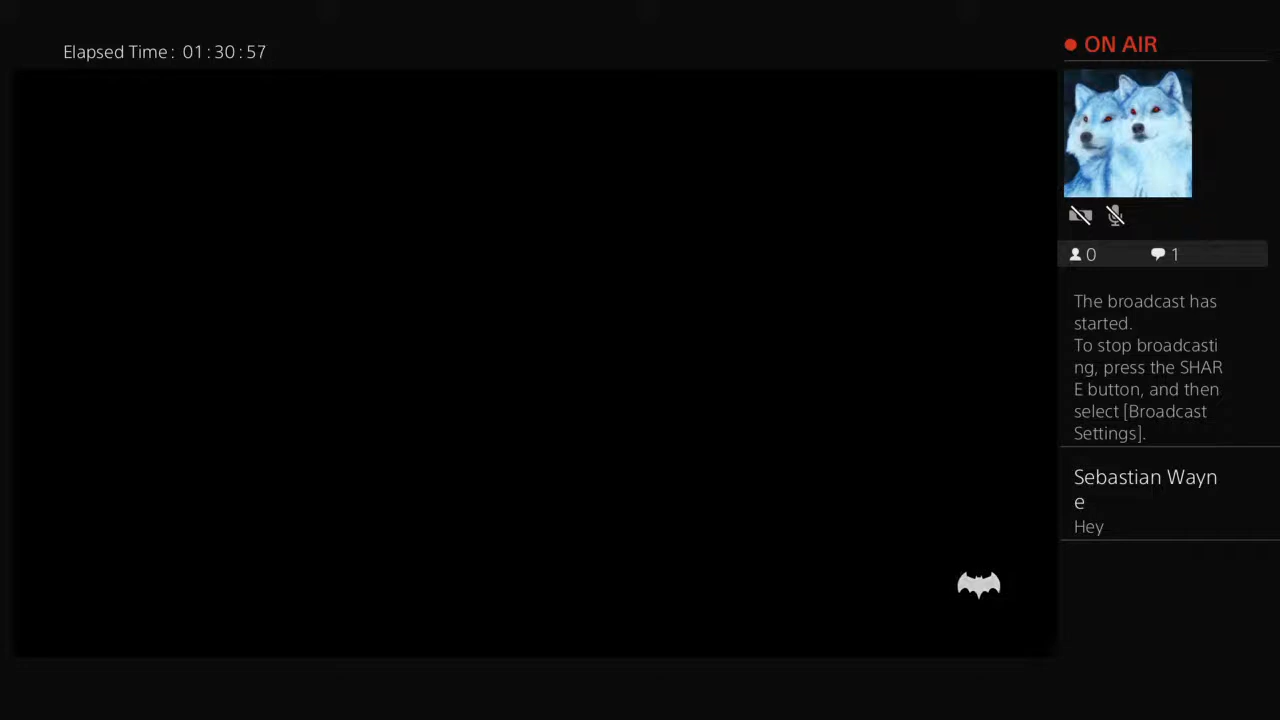 Elapsed Time: 01:30:57
ON AIR
0
1
The broadcast has
started.
To stop broadcasti
ng, press the SHAR
E button, and then
select [Broadcast
Settings].
Sebastian Wayn
e
Hey